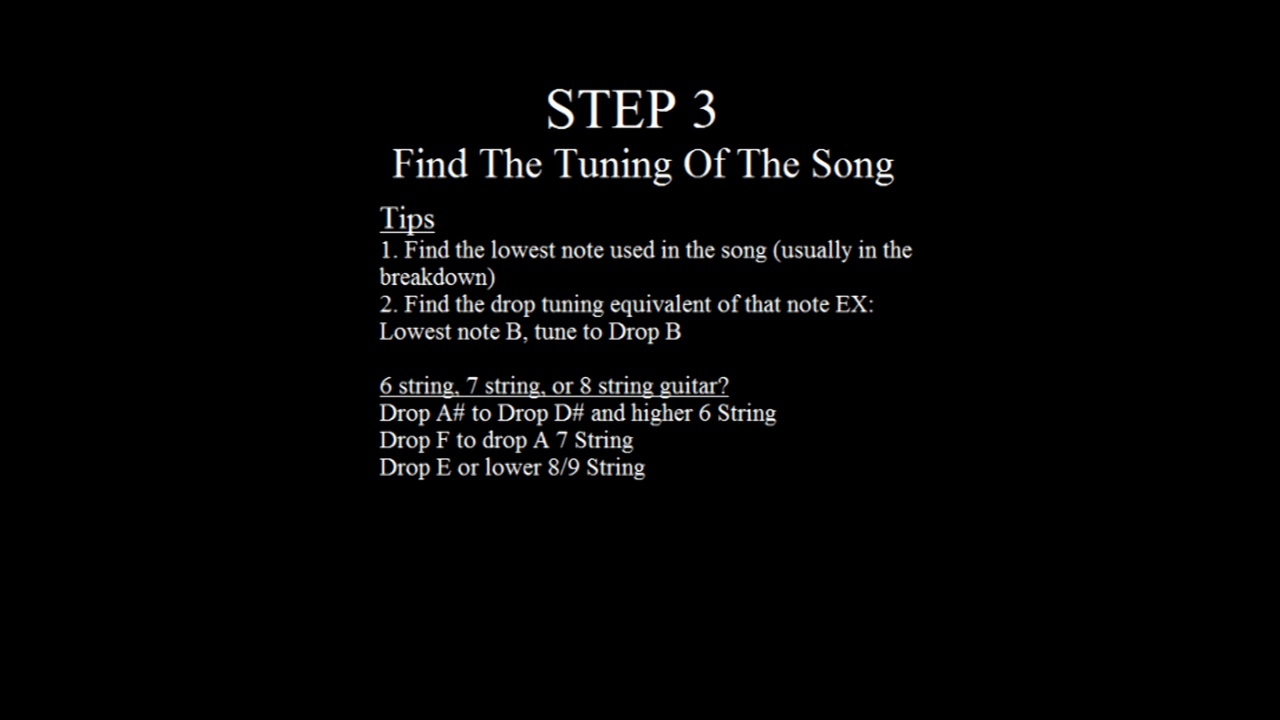 STEP 3
Find The Tuning Of The Song
Tips
1. Find the lowest note used in the song (usually in the
breakdown)
2. Find the drop tuning equivalent of that note EX:
Lowest note B, tune to Drop B
6 string, 7 string, or 8 string guitar?
Drop A# to Drop D# and higher 6 String
Drop F to drop A 7 String
Drop E or lower 8/9 String